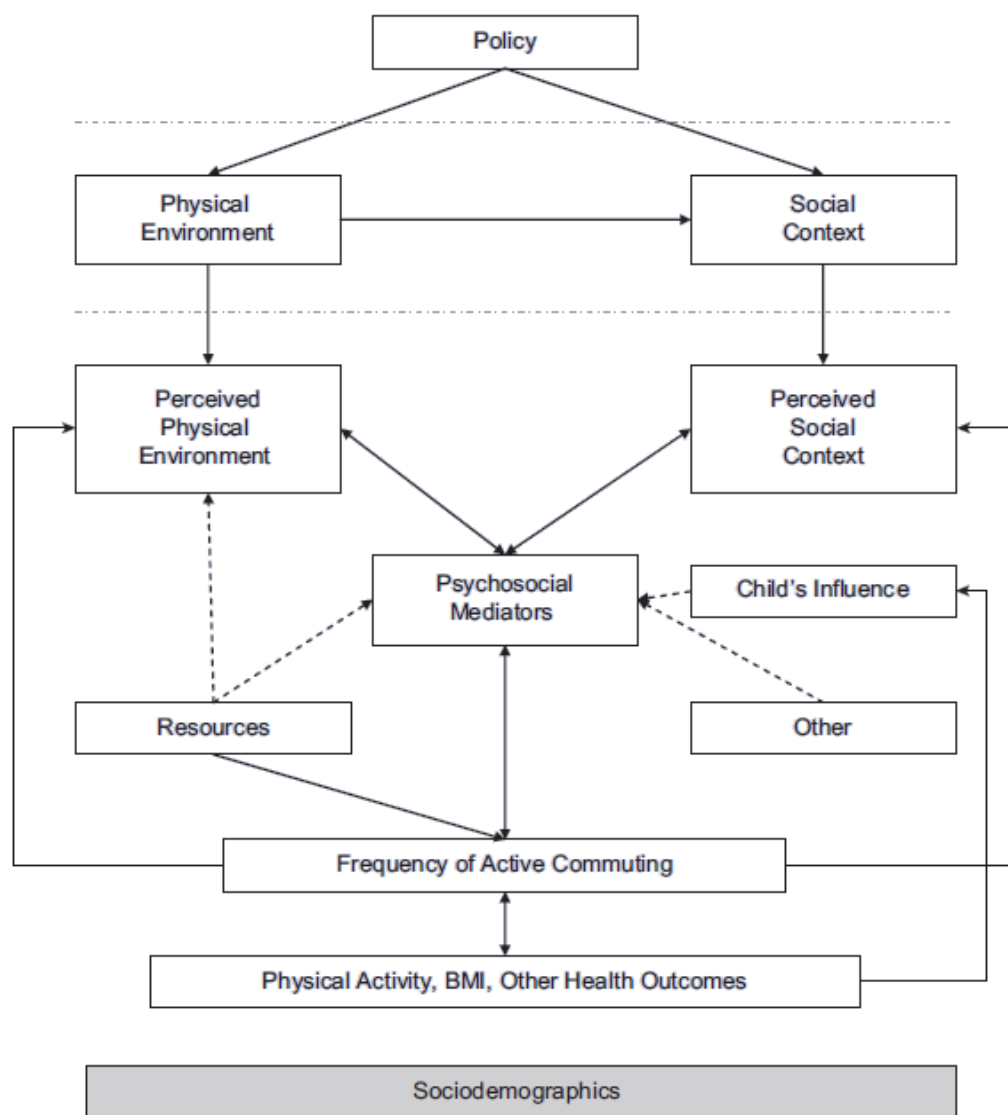 Policy
Physical
Environment
Social
Context
Perceived
Physical
Environment
Perceived
Social
Context
Psychosocial
Mediators
Child's Influence
Resources
Other
Frequency of Active Commuting
Physical Activity, BMI, Other Health Outcomes
Sociodemographics